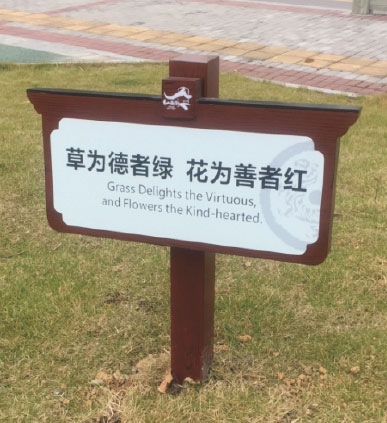 草为德者绿 花为善者红
Grass Delights the Virtuous,
and Flowers the Kind-hearted.